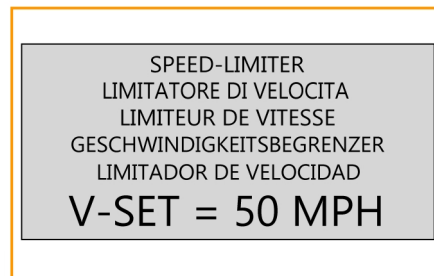 SPEED-LIMITER
LIMITATORE DI VELOCITA
LIMITEUR DE VITESSE
GESCHWINDIGKEITSBEGRENZER
LIMITADOR DE VELOCIDAD
V-SET = 50 MPH